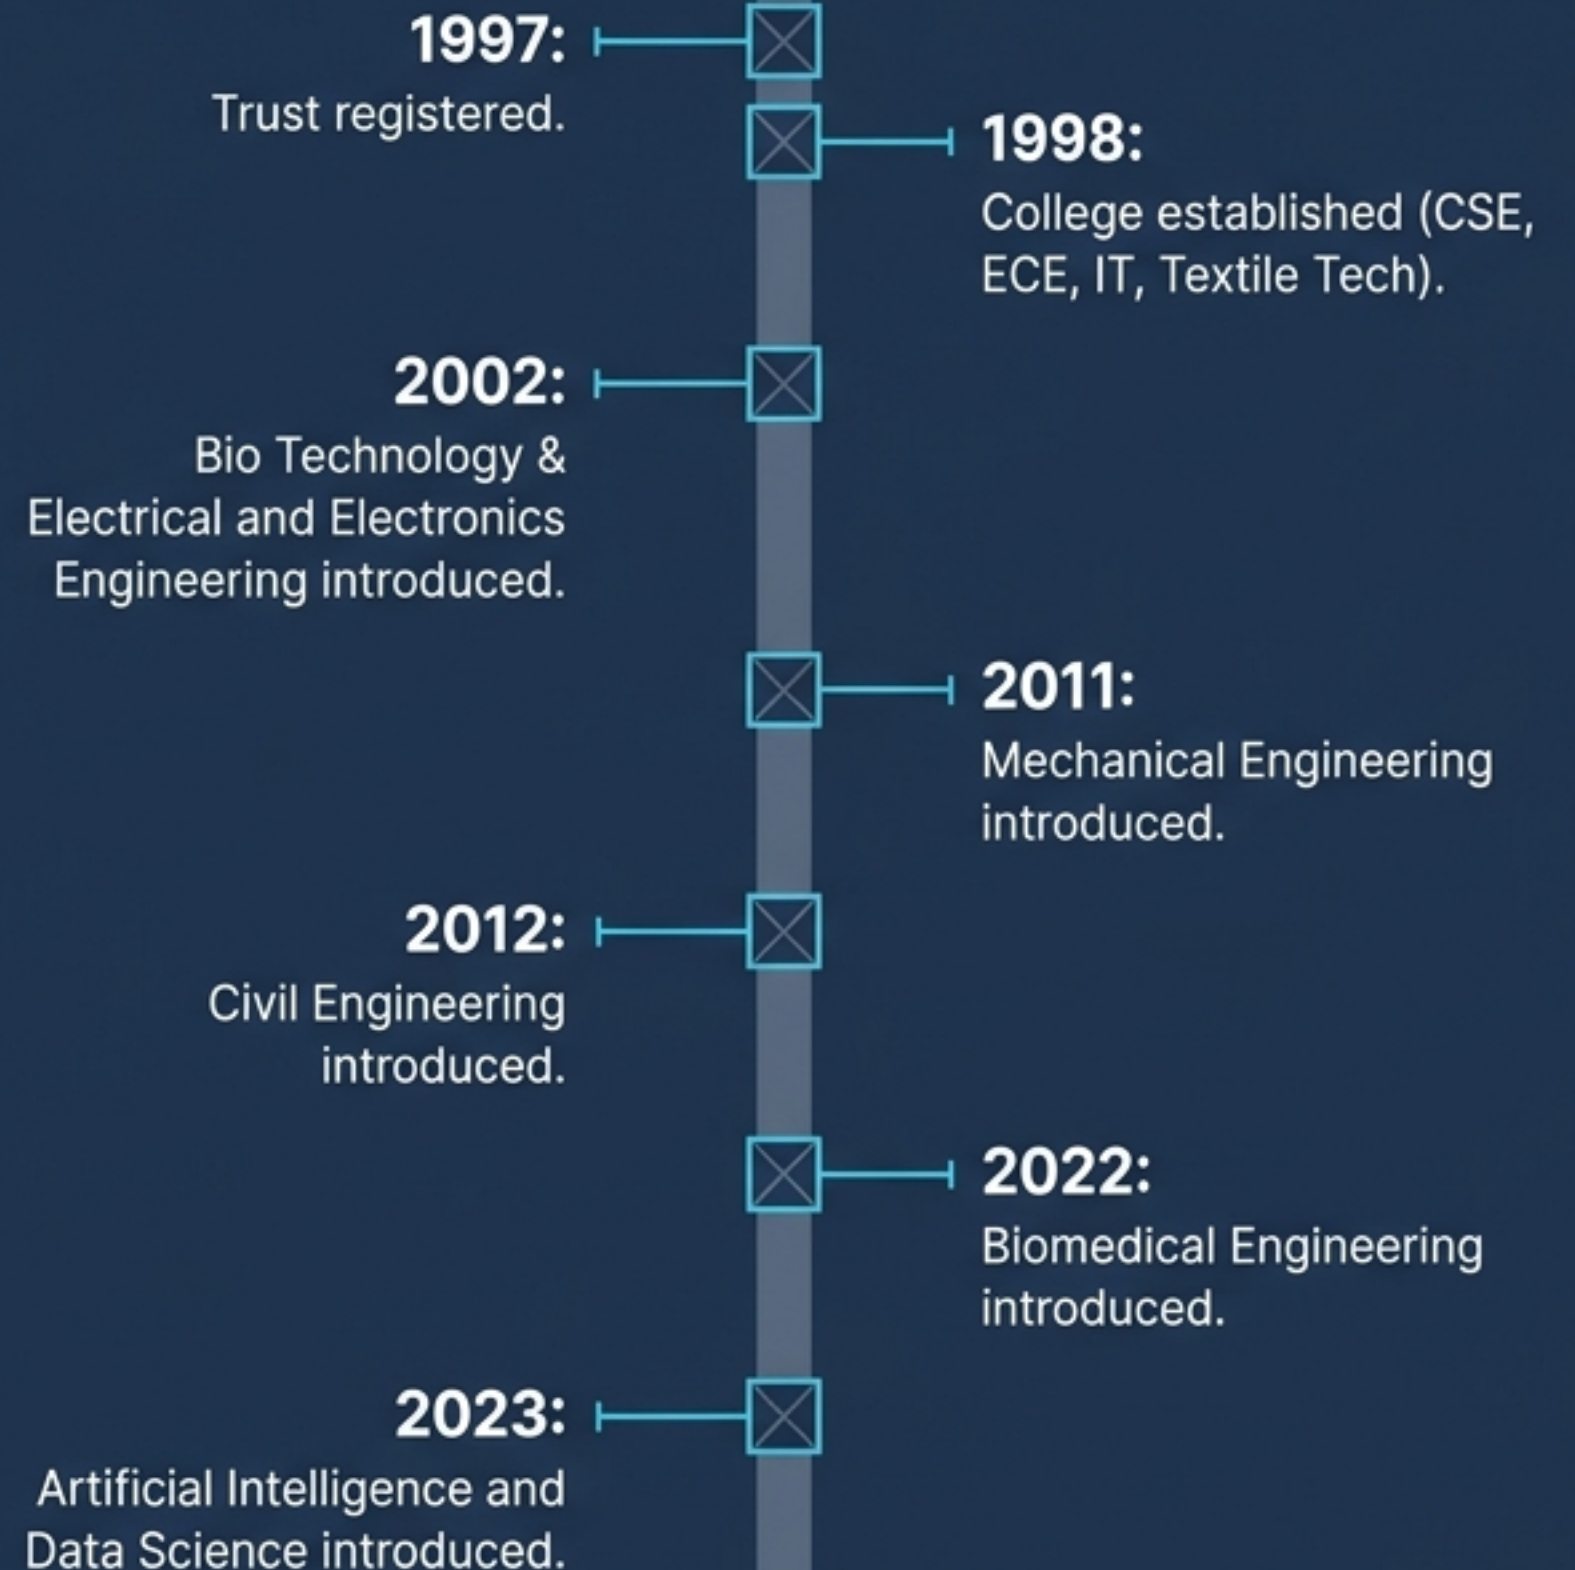 1997:
Trust registered.
1998:
College established (CSE,
ECE, IT, Textile Tech).
2002:
Bio Technology &
Electrical and Electronics
Engineering introduced.
2011:
Mechanical Engineering
introduced.
2012:
Civil Engineering
introduced.
2022:
Biomedical Engineering
introduced.
2023:
Artificial Intelligence and
Data Science introduced.